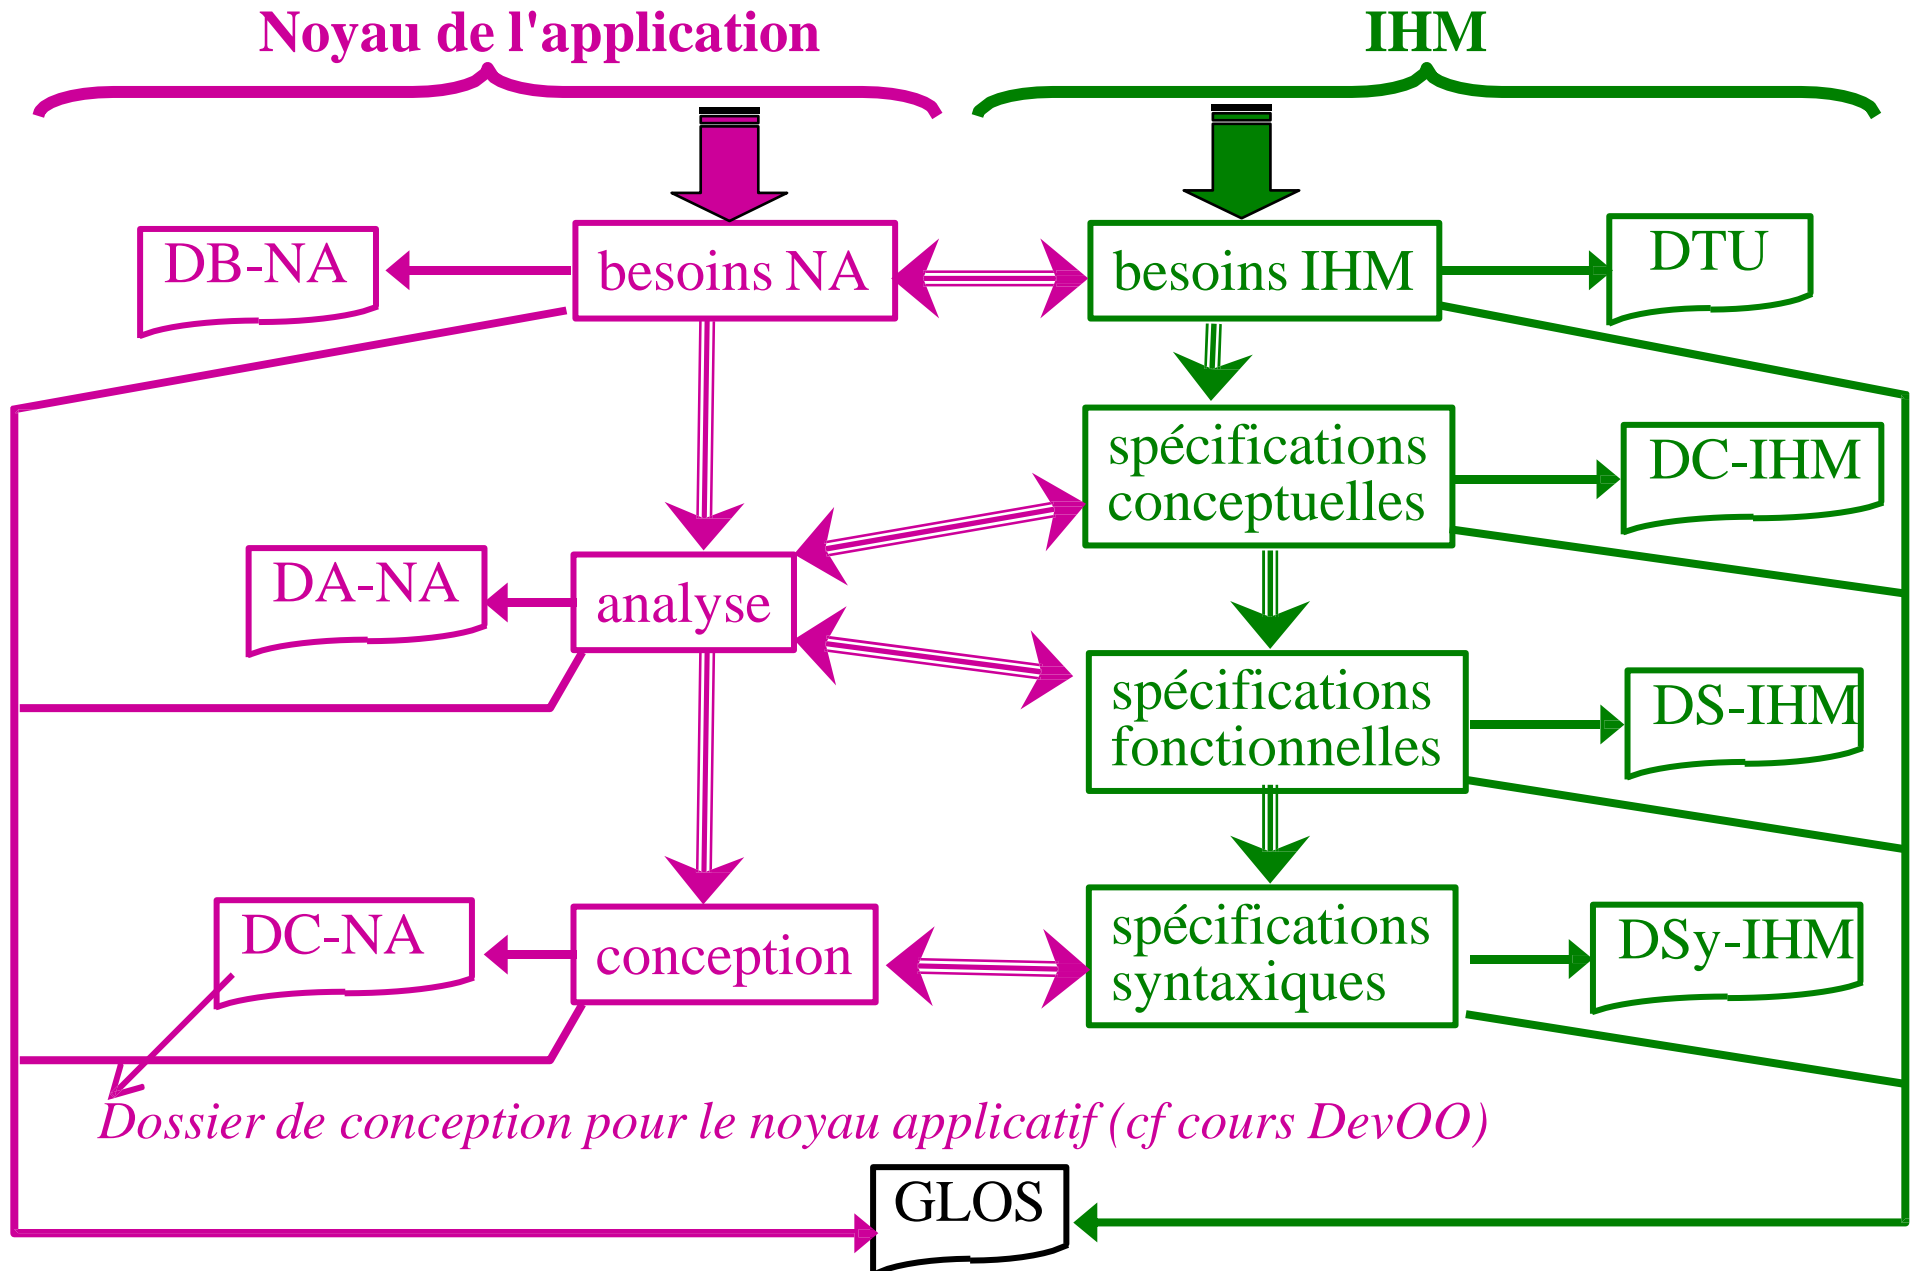 Noyau de l'application
IHM
DB-NA
besoins NA
besoins IHM
DTU
spécifications
conceptuelles
DC-IHM
DA-NA
analyse
spécifications
fonctionnelles
DS-IHM
DC-NA
conception
spécifications
syntaxiques
DSy-IHM
Dossier de conception pour le noyau applicatif (cf cours DevOO)
GLOS